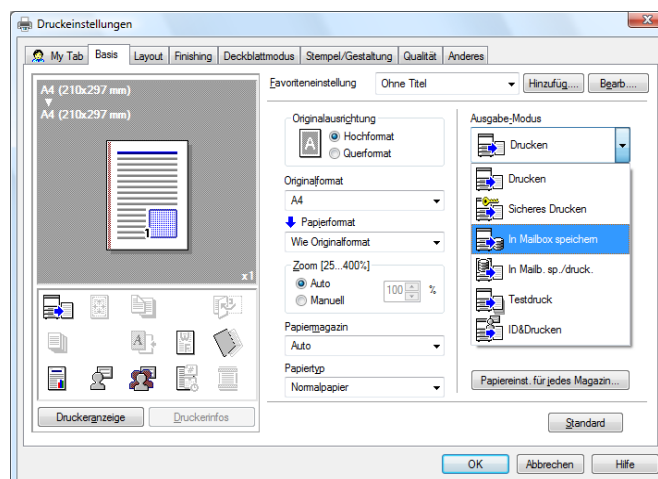 Druckeinstellungen
My Tab
Basis
Layout
Finishing
Deckblattmodus
Stempel/Gestaltung
Qualität
Anderes
A4 (210x297 mm)
A4 (210x297 mm)
1
x1
Druckeranzeige
Druckerinfos
Favoriteneinstellung
Ohne Titel
Hinzufüg....
Bearb....
Originalausrichtung
A
Hochformat
Querformat
Originalformat
A4
Papierformat
Wie Originalformat
Zoom [25...400%]
Auto
Manuell
100
%
Papiermagazin
Auto
Papiertyp
Normalpapier
Ausgabe-Modus
Drucken
Drucken
Sicheres Drucken
In Mailbox speichern
In Mailb. sp./druck.
Testdruck
ID&Drucken
Papiereinst. für jedes Magazin...
Standard
OK
Abbrechen
Hilfe